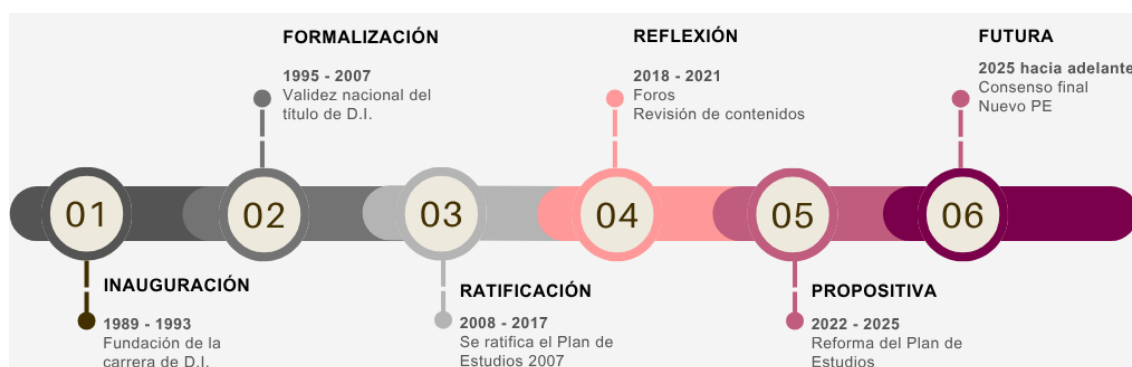 01
INAUGURACIÓN
1989 - 1993
Fundación de la
carrera de D.I.
FORMALIZACIÓN
1995 - 2007
Validez nacional del
título de D.I.
02
03
RATIFICACIÓN
2008 - 2017
Se ratifica el Plan de
Estudios 2007
REFLEXIÓN
2018 - 2021
Foros
Revisión de contenidos
04
05
PROPOSITIVA
2022 - 2025
Reforma del Plan de
Estudios
FUTURA
2025 hacia adelante
Consenso final
Nuevo PE
06